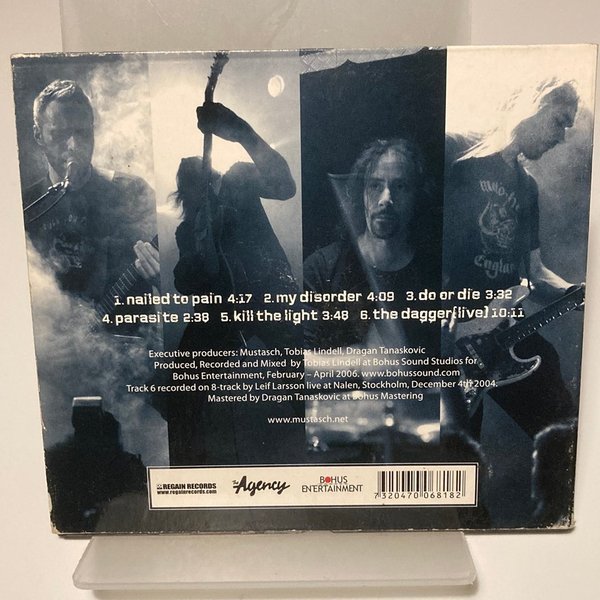 Motörhead
England
1. nailed to pain 4:17 2. my disorder 4:09 3. do or die 3:32
4. parasite 2:38 5. kill the light 3:48 6. the dagger[live] 10:11
Executive producers: Mustasch, Tobias Lindell, Dragan Tanaskovic
Produced, Recorded and Mixed by Tobias Lindell at Bohus Sound Studios for
Bohus Entertainment, February – April 2006. www.bohussound.com
Track 6 recorded on 8-track by Leif Larsson live at Nalen, Stockholm, December 4th 2004.
Mastered by Dragan Tanaskovic at Bohus Mastering
www.mustasch.net
REGAIN RECORDS
www.regainrecords.com
the Agency
BOHUS
ENTERTAINMENT
7 320470 068182